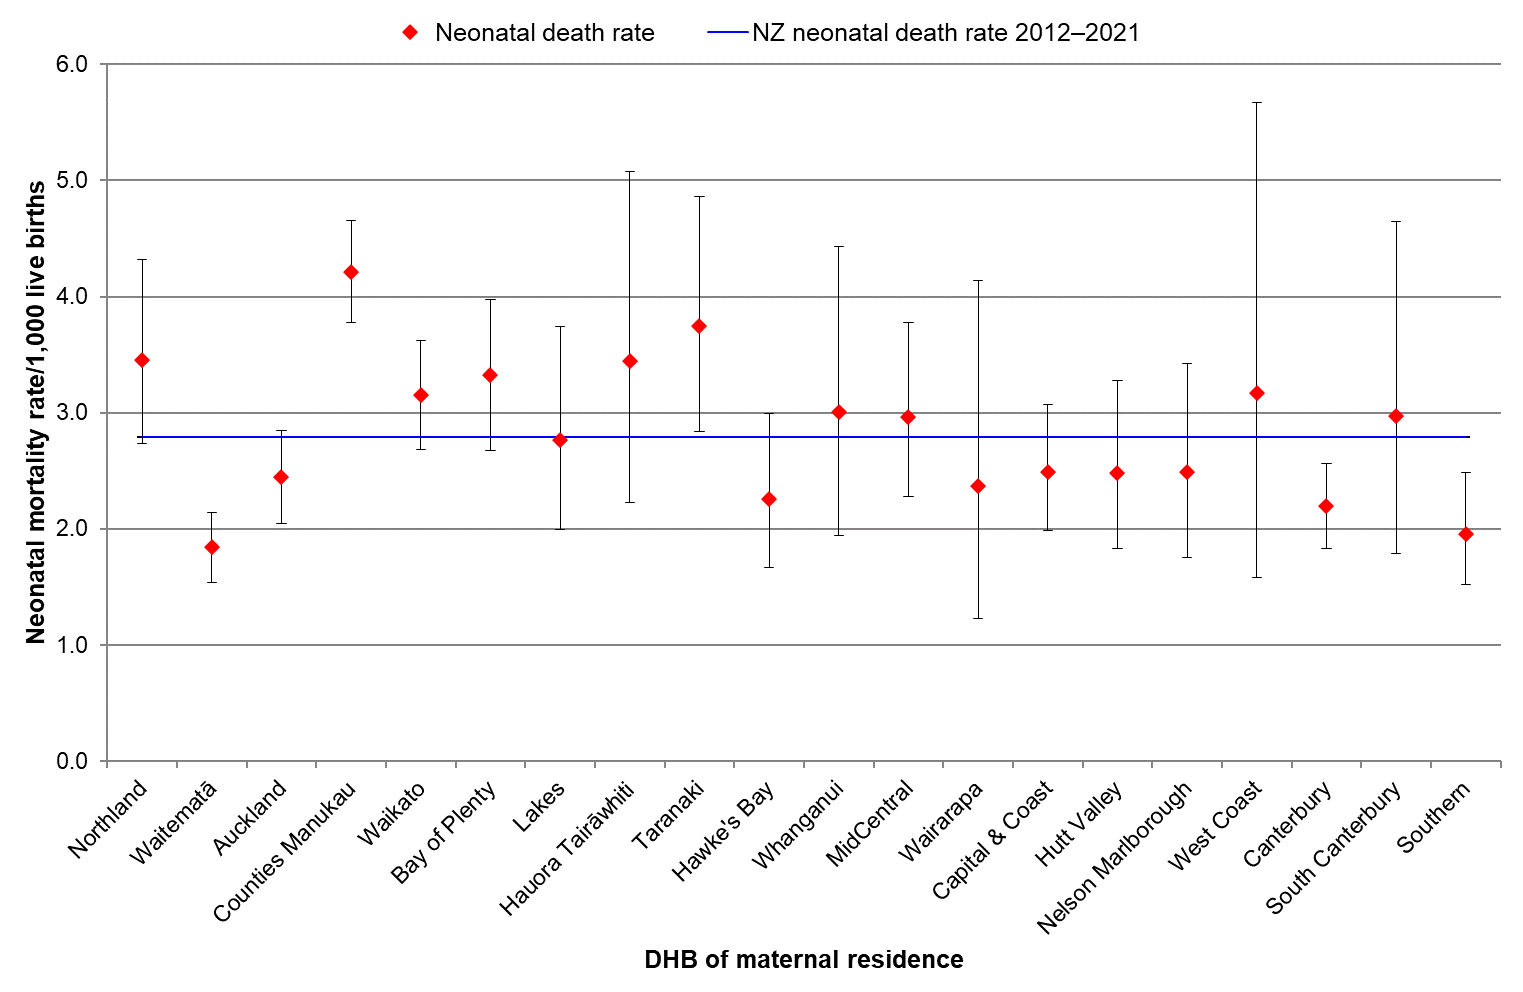 Neonatal death rate
NZ neonatal death rate 2012–2021
Neonatal mortality rate/1,000 live births
6.0
5.0
4.0
3.0
2.0
1.0
0.0
Northland
Waitematā
Auckland
Counties Manukau
Waikato
Bay of Plenty
Lakes
Hauora Tairāwhiti
Taranaki
Hawke's Bay
Whanganui
MidCentral
Wairarapa
Capital & Coast
Hutt Valley
Nelson Marlborough
West Coast
Canterbury
South Canterbury
Southern
DHB of maternal residence